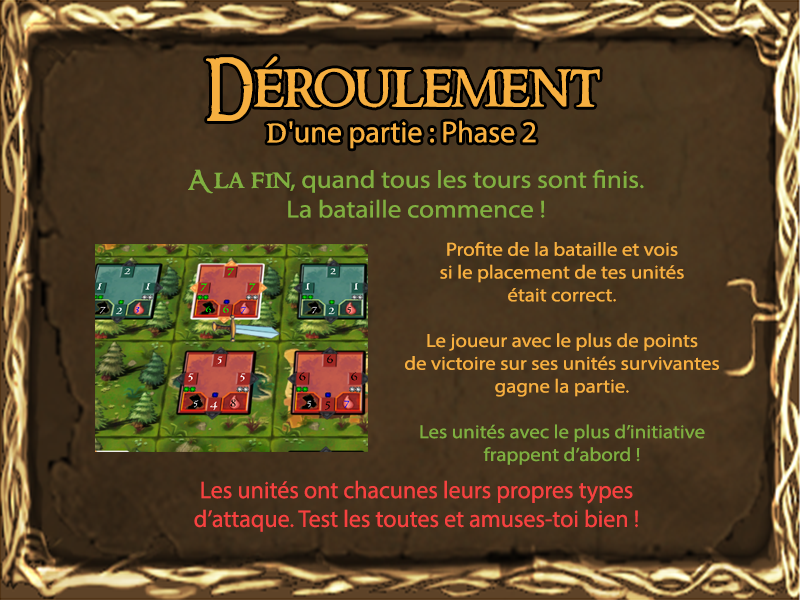 DÉROULEMENT
D'une partie : Phase 2
A LA FIN, quand tous les tours sont finis.
La bataille commence !
Profite de la bataille et vois
si le placement de tes unités
était correct.
Le joueur avec le plus de points
de victoire sur ses unités survivantes
gagne la partie.
Les unités avec le plus d'initiative
frappent d'abord !
Les unités ont chacunes leurs propres types
d'attaque. Test les toutes et amuses-toi bien !